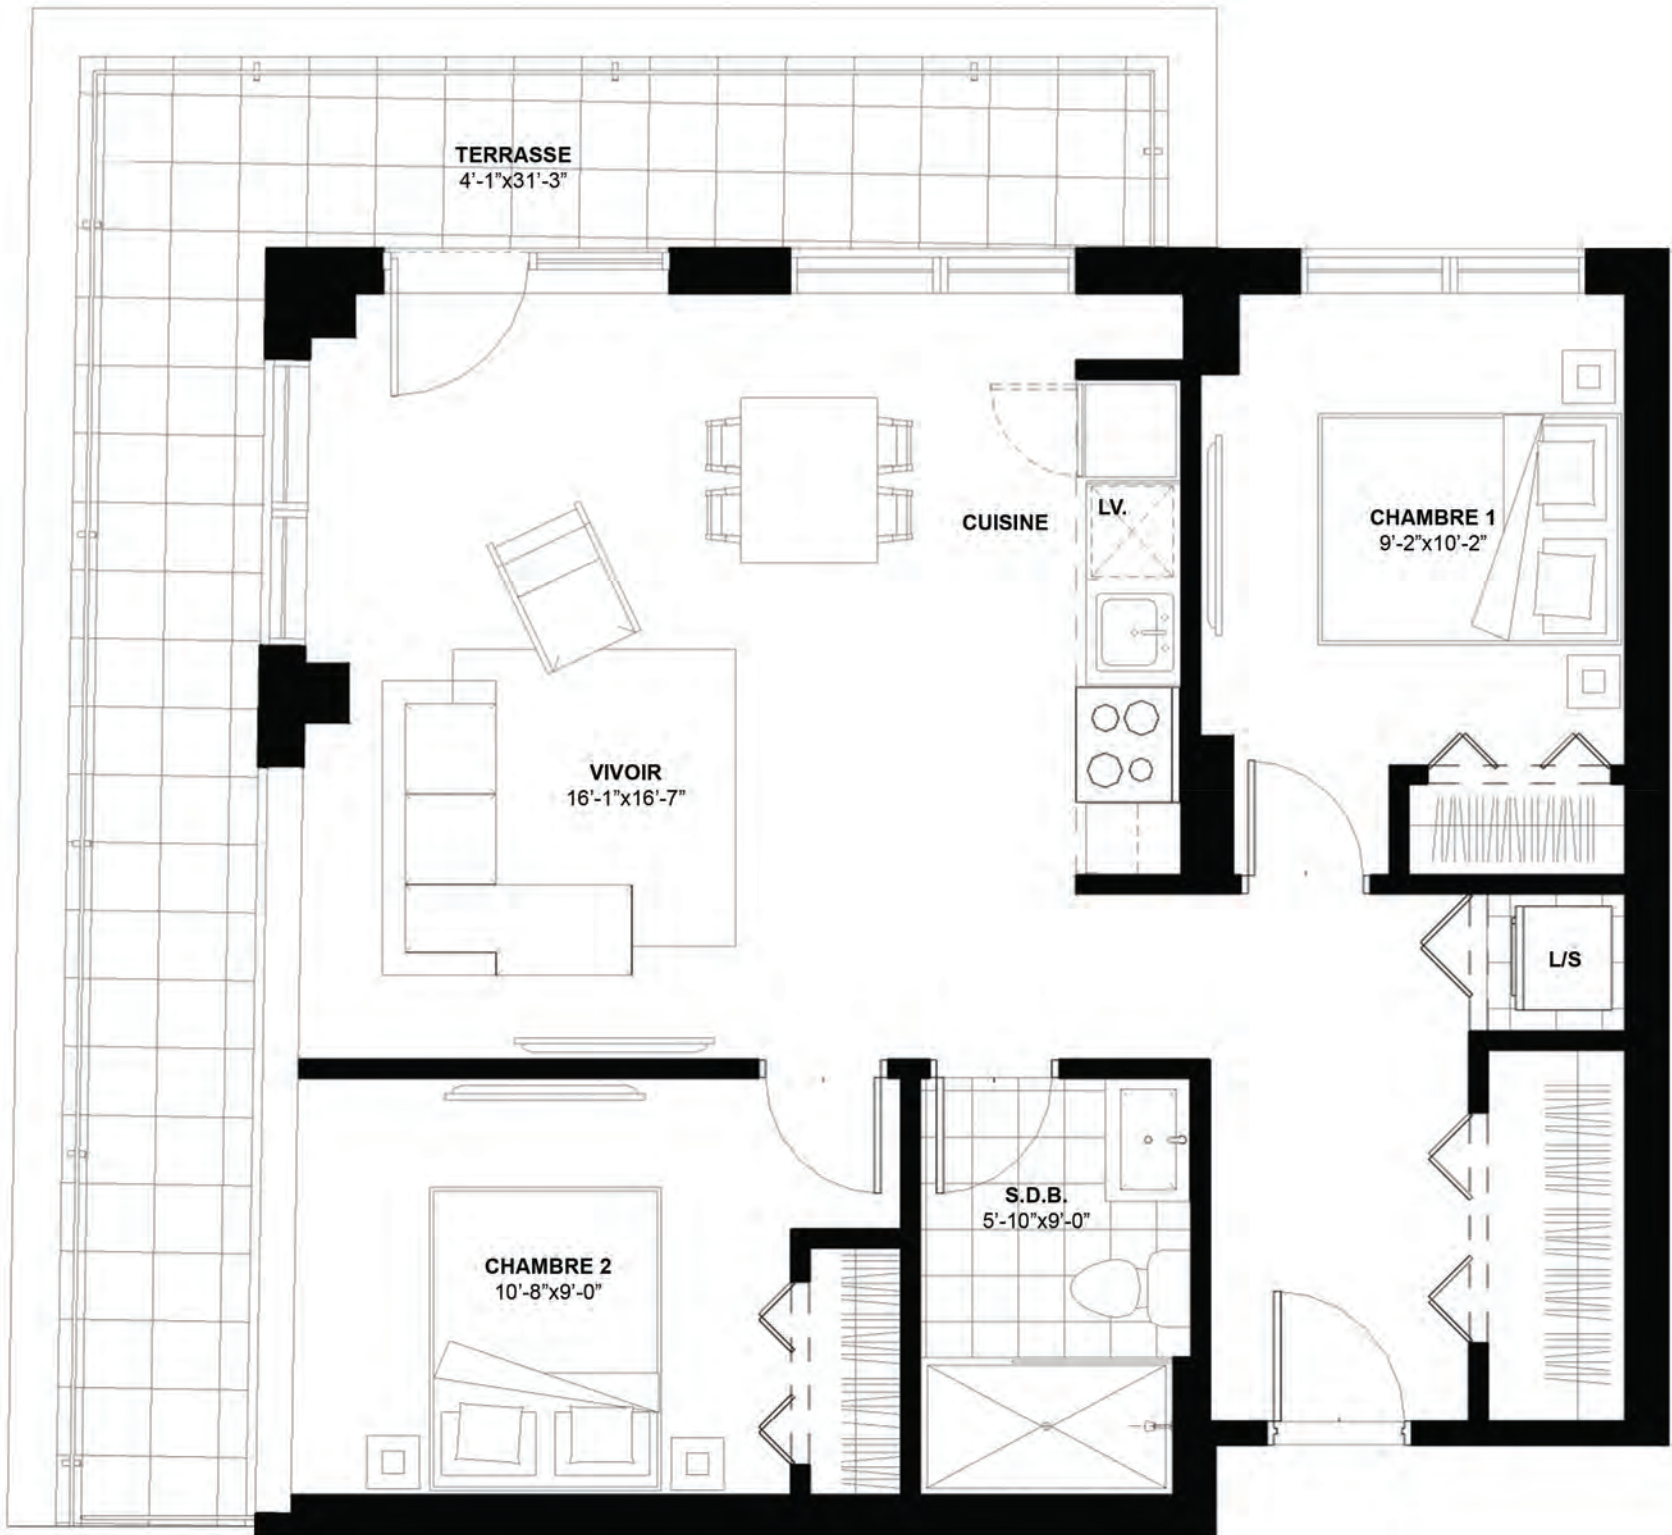 TERRASSE
4'-1"x31'-3"
CUISINE
LV.
CHAMBRE 1
9'-2"x10'-2"
VIVOIR
16'-1"x16'-7"
L/S
S.D.B.
5'-10"x9'-0"
CHAMBRE 2
10'-8"x9'-0"